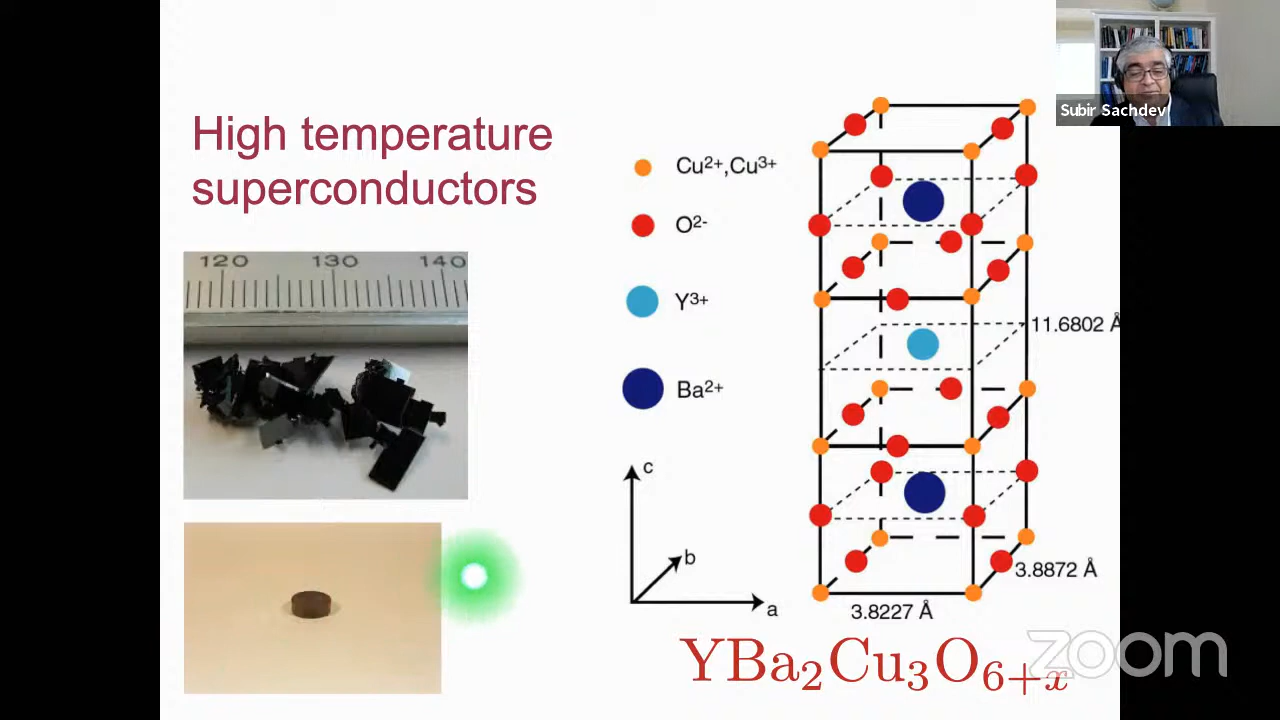 Subir Sachdev
High temperature
superconductors
120 130 140
Cu²⁺,Cu³⁺
O²⁻
Y³⁺
Ba²⁺
c
b
a
11.6802 Å
3.8872 Å
3.8227 Å
YBa₂Cu₃O₆₊ₓ
zoom